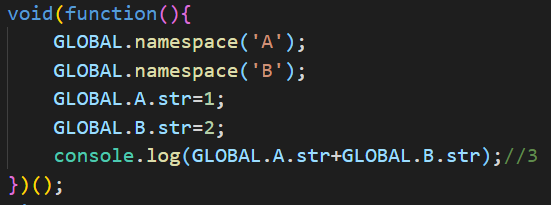 void(function(){
    GLOBAL.namespace('A');
    GLOBAL.namespace('B');
    GLOBAL.A.str=1;
    GLOBAL.B.str=2;
    console.log(GLOBAL.A.str+GLOBAL.B.str);//3
})();